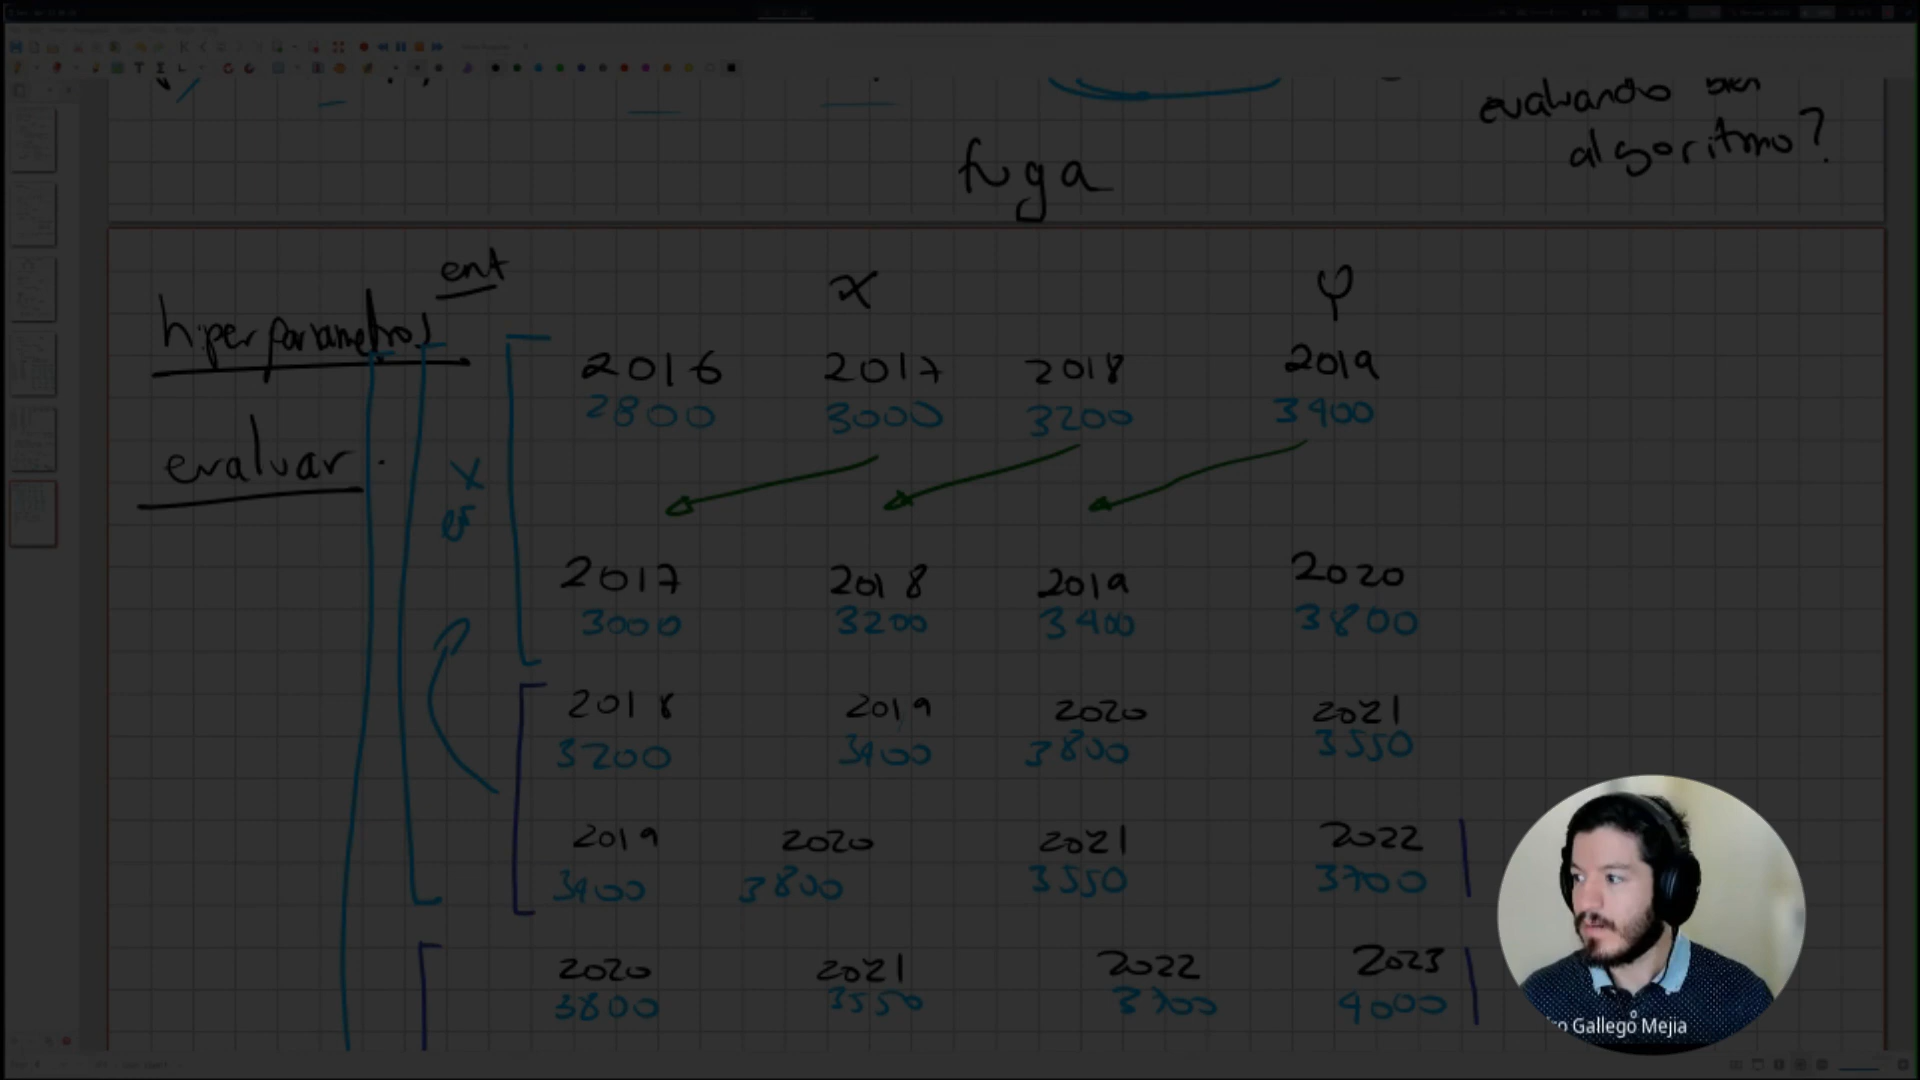 evaluando bien
algoritmo?
fuga
ent
x
y
hiperparametros
2016 2017 2018 2019
2800 3000 3200 3400
evaluar.
2017 2018 2019 2020
3000 3200 3400 3800
2018 2019 2020 2021
3200 3400 3800 3550
2019 2020 2021 2022
3400 3800 3550 3700
2020 2021 2022 2023
3800 3550 3700 4000
ro Gallego Mejia